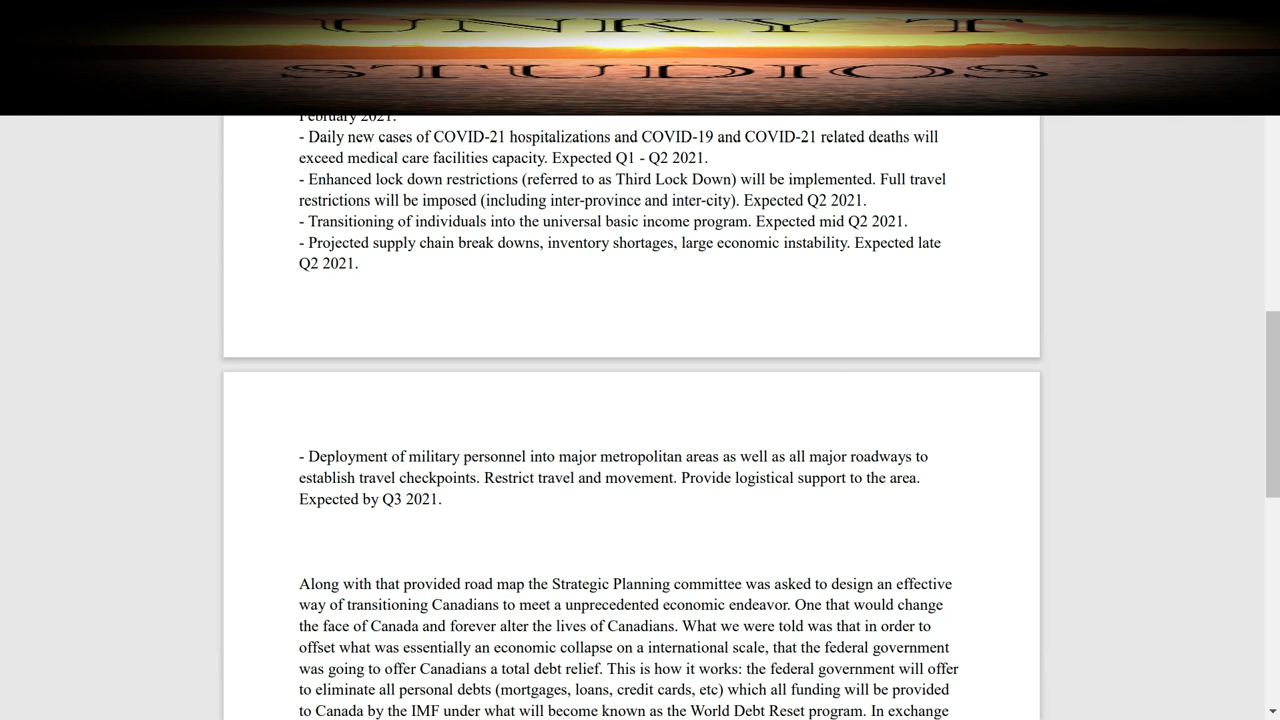 UNKY T
STUDIOS
February 2021.
- Daily new cases of COVID-21 hospitalizations and COVID-19 and COVID-21 related deaths will
exceed medical care facilities capacity. Expected Q1 - Q2 2021.
- Enhanced lock down restrictions (referred to as Third Lock Down) will be implemented. Full travel
restrictions will be imposed (including inter-province and inter-city). Expected Q2 2021.
- Transitioning of individuals into the universal basic income program. Expected mid Q2 2021.
- Projected supply chain break downs, inventory shortages, large economic instability. Expected late
Q2 2021.
- Deployment of military personnel into major metropolitan areas as well as all major roadways to
establish travel checkpoints. Restrict travel and movement. Provide logistical support to the area.
Expected by Q3 2021.
Along with that provided road map the Strategic Planning committee was asked to design an effective
way of transitioning Canadians to meet a unprecedented economic endeavor. One that would change
the face of Canada and forever alter the lives of Canadians. What we were told was that in order to
offset what was essentially an economic collapse on a international scale, that the federal government
was going to offer Canadians a total debt relief. This is how it works: the federal government will offer
to eliminate all personal debts (mortgages, loans, credit cards, etc) which all funding will be provided
to Canada by the IMF under what will become known as the World Debt Reset program. In exchange